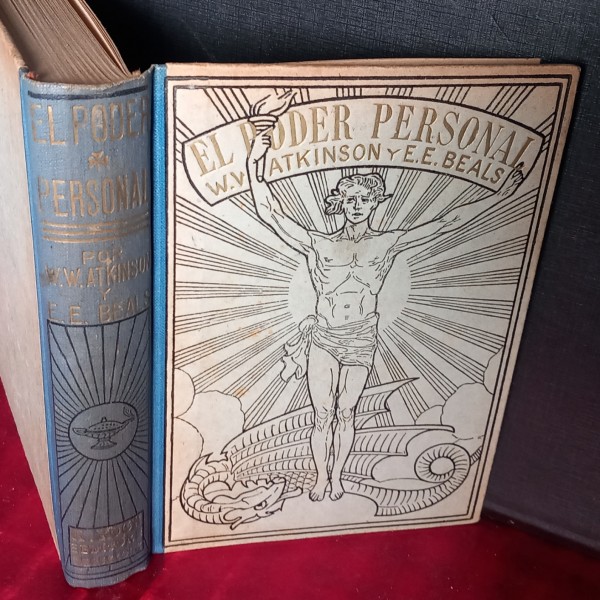 EL PODER
PERSONAL
POR
W.W. ATKINSON
Y
E.E. BEALS
EL PODER PERSONAL
W.W. ATKINSON Y E.E. BEALS